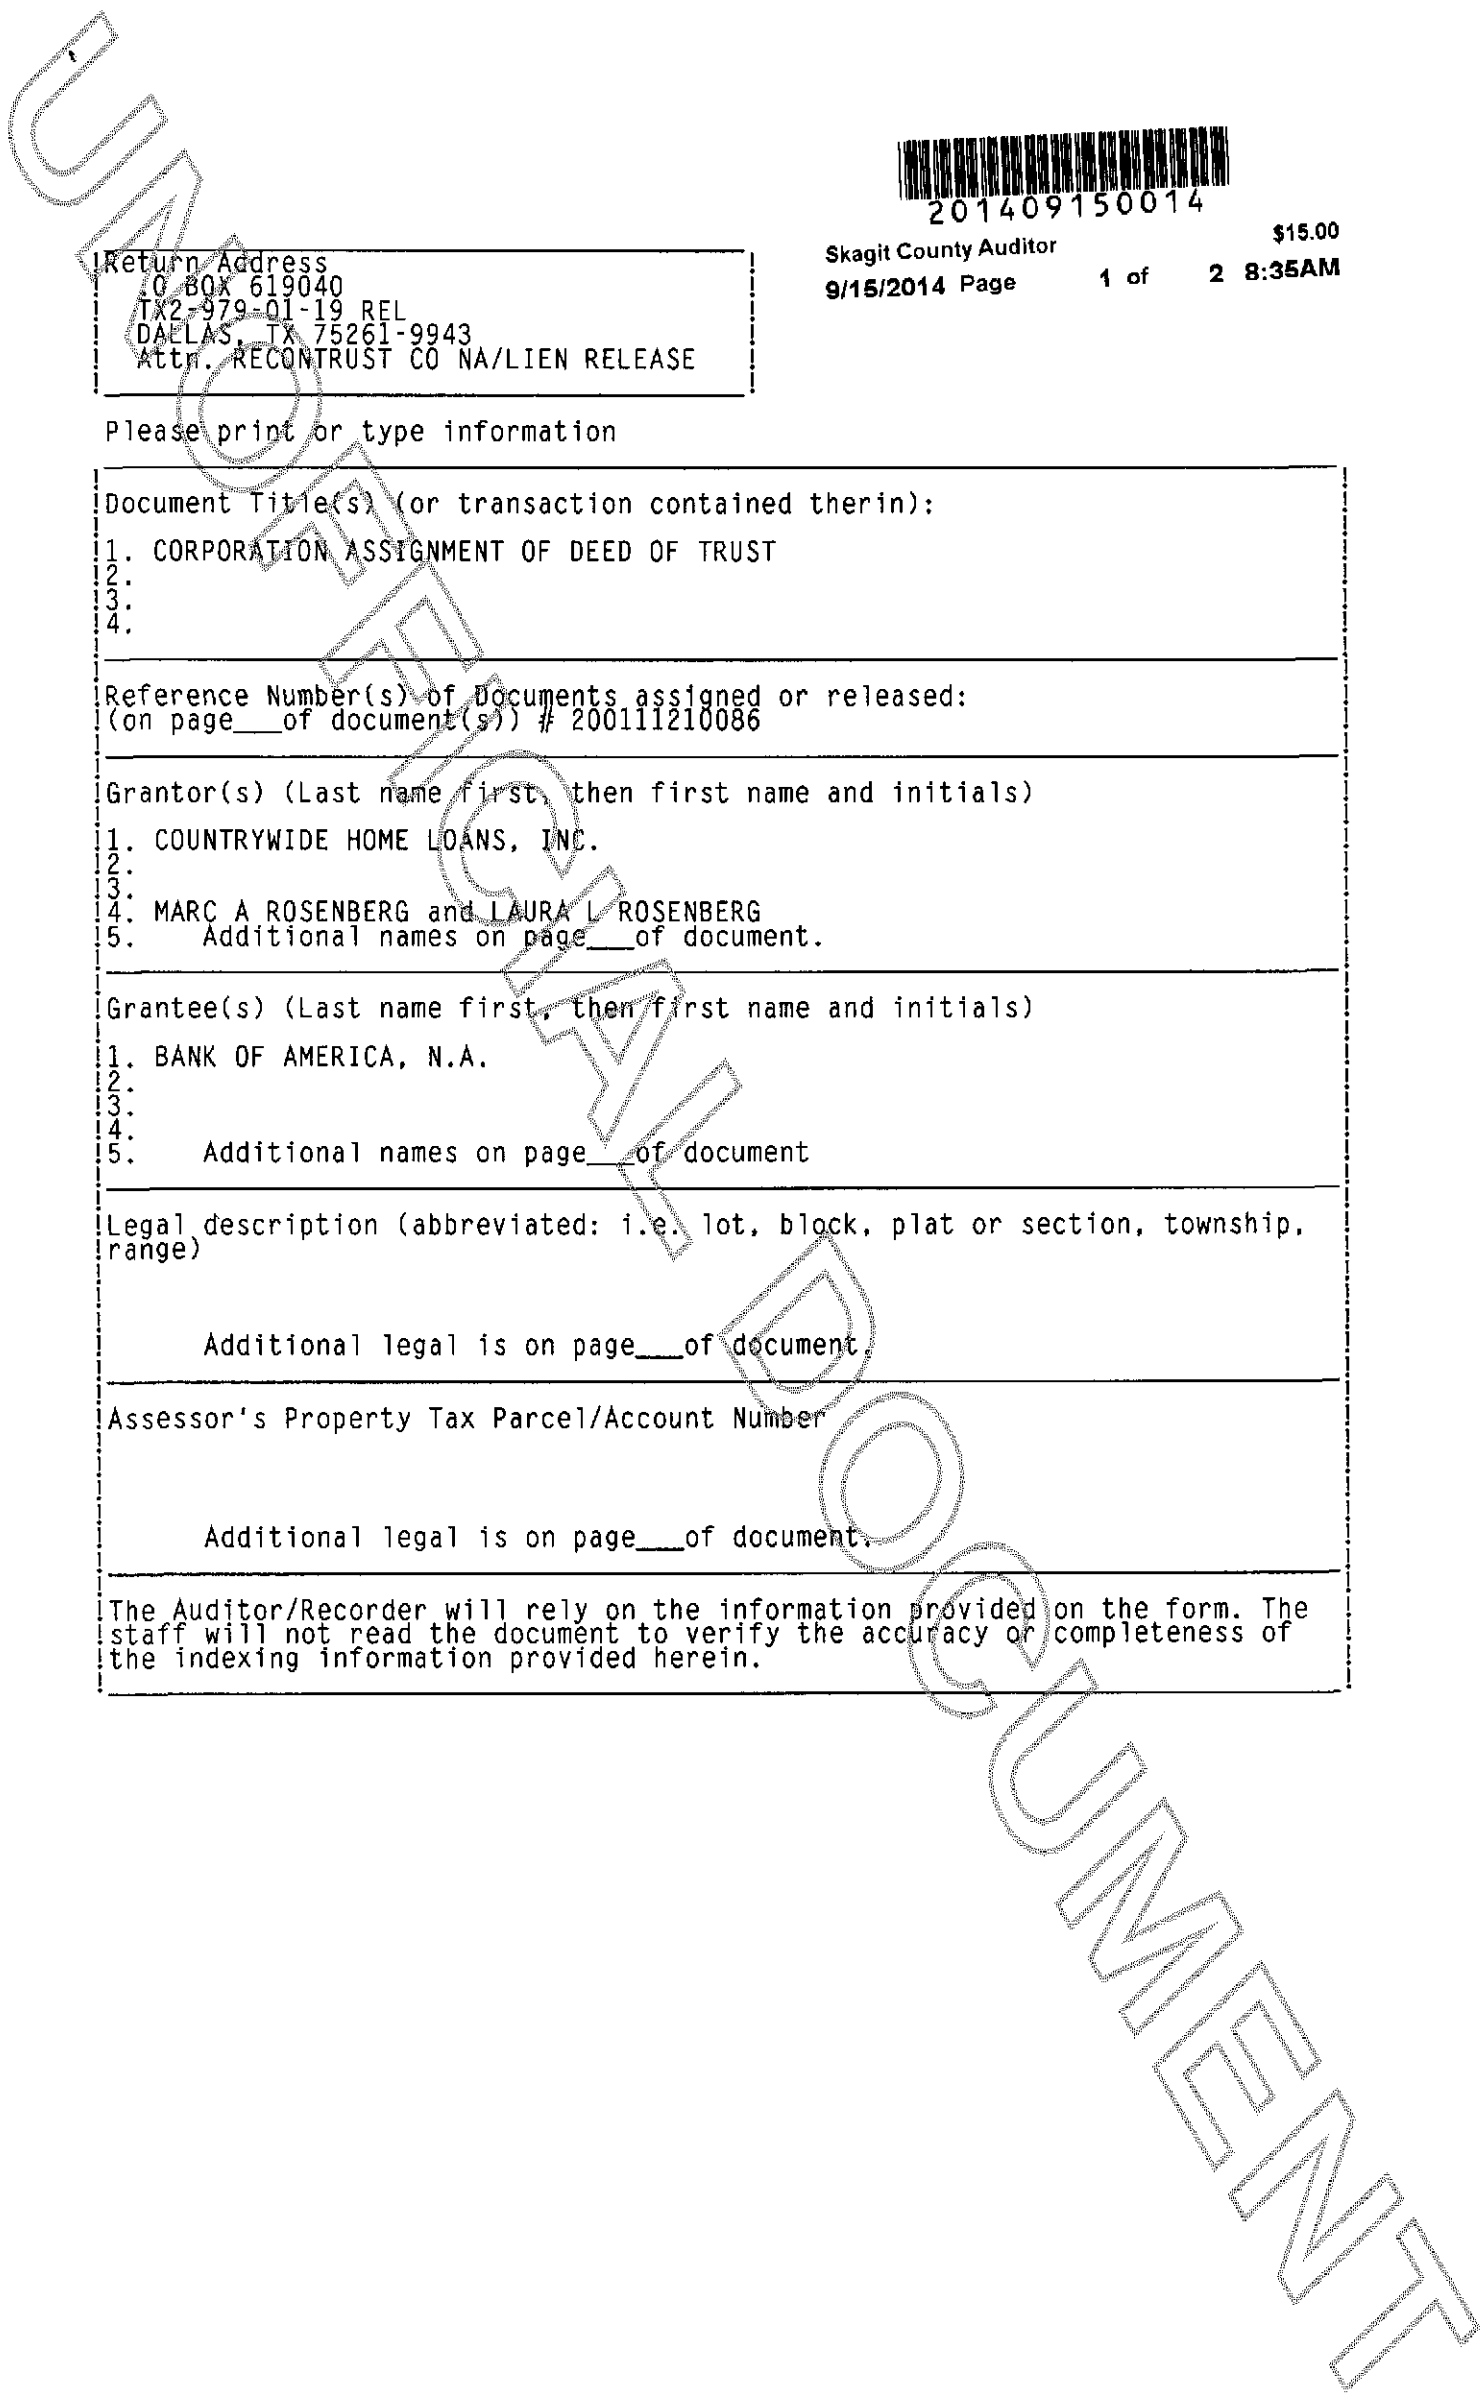 201409150014
Skagit County Auditor $15.00
9/15/2014 Page 1 of 2 8:35AM
Return Address
.O BOX 619040
TX2-979-01-19 REL
DALLAS, TX 75261-9943
Attn. RECONTRUST CO NA/LIEN RELEASE
Please print or type information
Document Title(s) (or transaction contained therin):
1. CORPORATION ASSIGNMENT OF DEED OF TRUST
2.
3.
4.
Reference Number(s) of Documents assigned or released:
(on page___of document(s)) # 200111210086
Grantor(s) (Last name first, then first name and initials)
1. COUNTRYWIDE HOME LOANS, INC.
2.
3.
4. MARC A ROSENBERG and LAURA L ROSENBERG
5. Additional names on page___of document.
Grantee(s) (Last name first, then first name and initials)
1. BANK OF AMERICA, N.A.
2.
3.
4.
5. Additional names on page___of document
Legal description (abbreviated: i.e. lot, block, plat or section, township,
range)
Additional legal is on page___of document.
Assessor's Property Tax Parcel/Account Number
Additional legal is on page___of document.
The Auditor/Recorder will rely on the information provided on the form. The
staff will not read the document to verify the accuracy or completeness of
the indexing information provided herein.
UNOFFICIAL DOCUMENT